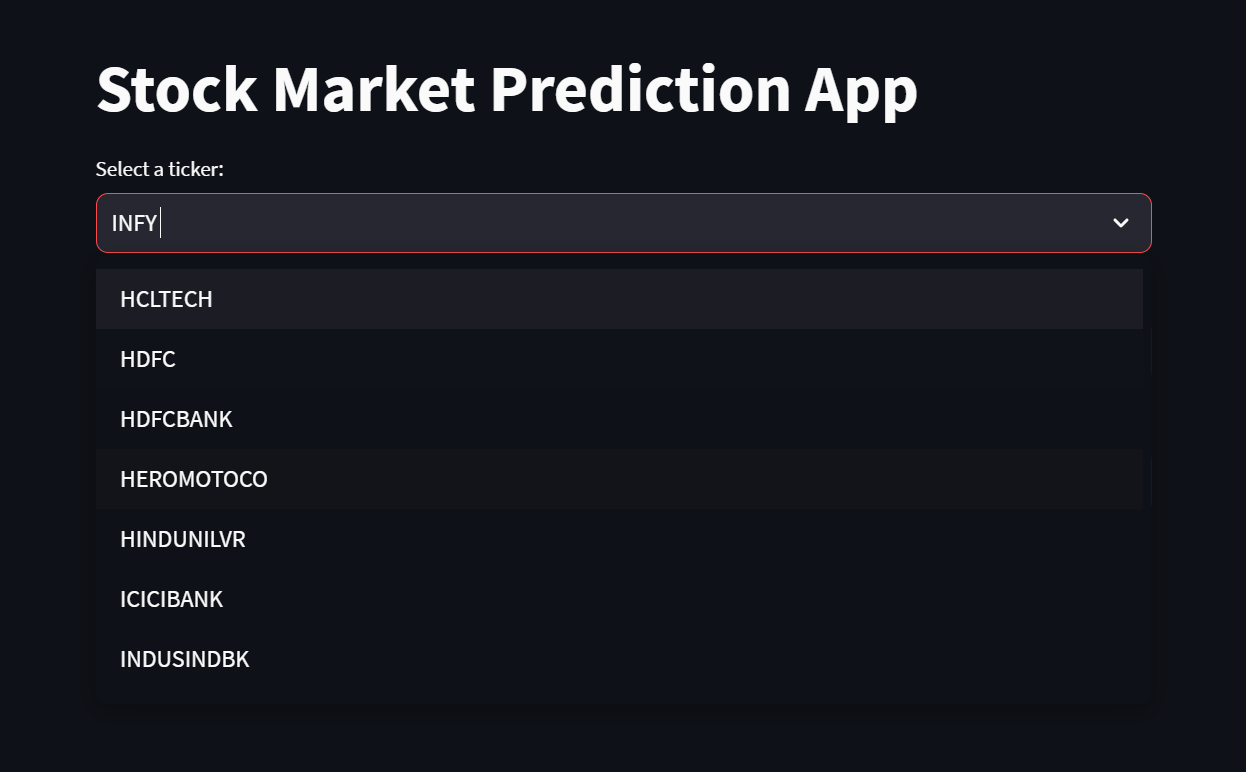 Stock Market Prediction App
Select a ticker:
INFY
HCLTECH
HDFC
HDFCBANK
HEROMOTOCO
HINDUNILVR
ICICIBANK
INDUSINDBK